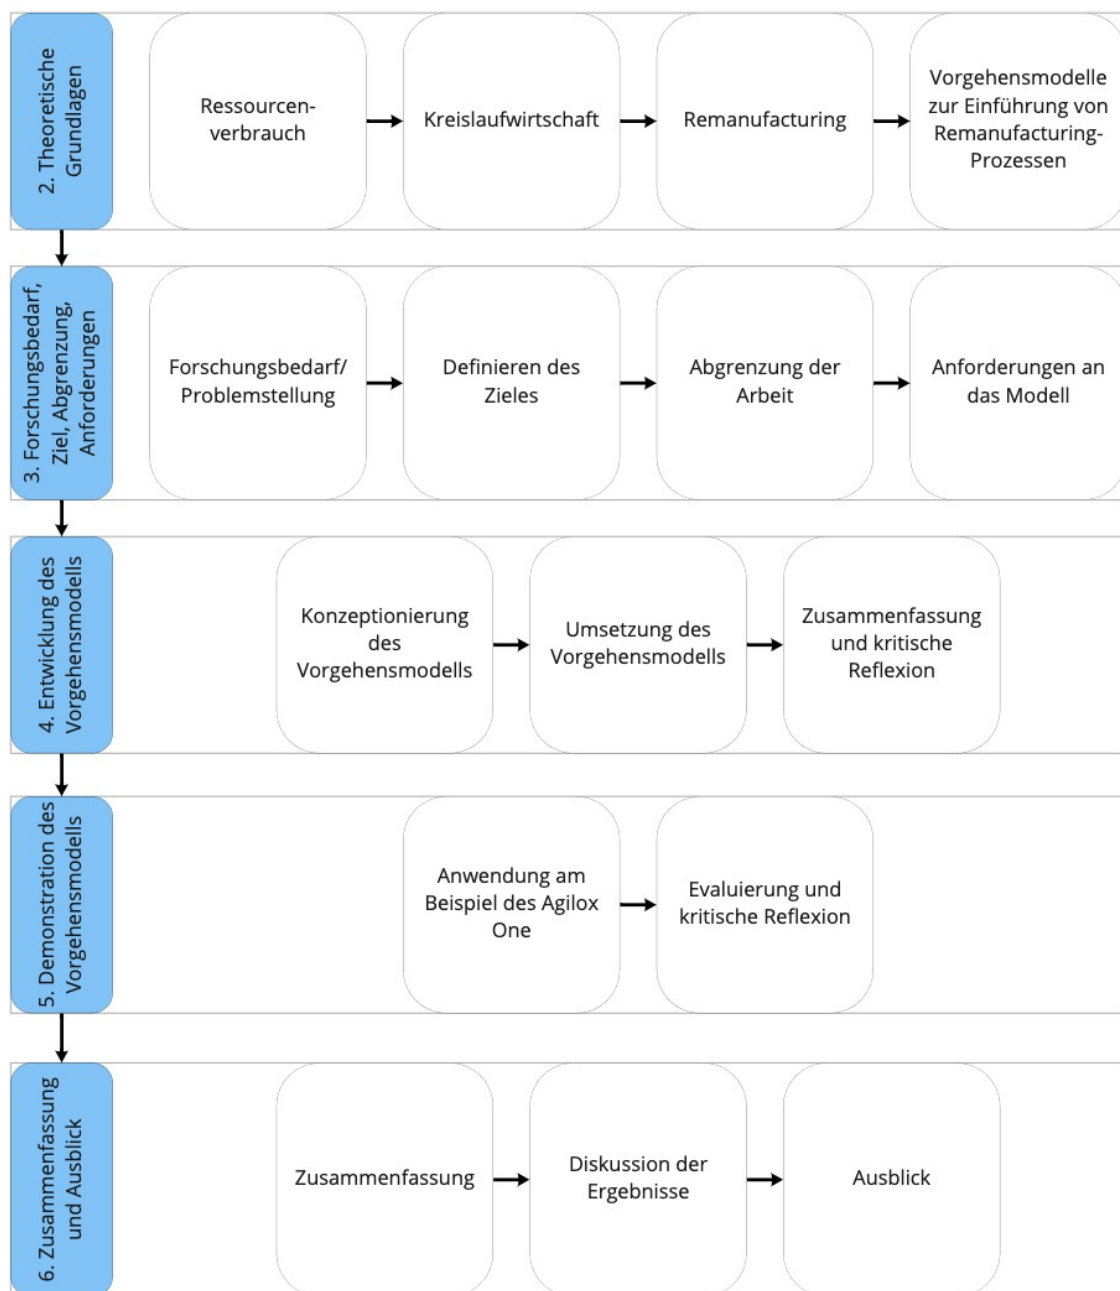 2. Theoretische
Grundlagen
Ressourcen-
verbrauch
Kreislaufwirtschaft
Remanufacturing
Vorgehensmodelle
zur Einführung von
Remanufacturing-
Prozessen
3. Forschungsbedarf,
Ziel, Abgrenzung,
Anforderungen
Forschungsbedarf/
Problemstellung
Definieren des
Zieles
Abgrenzung der
Arbeit
Anforderungen an
das Modell
4. Entwicklung des
Vorgehensmodells
Konzeptionierung
des
Vorgehensmodells
Umsetzung des
Vorgehensmodells
Zusammenfassung
und kritische
Reflexion
5. Demonstration des
Vorgehensmodells
Anwendung am
Beispiel des Agilox
One
Evaluierung und
kritische Reflexion
6. Zusammenfassung
und Ausblick
Zusammenfassung
Diskussion der
Ergebnisse
Ausblick